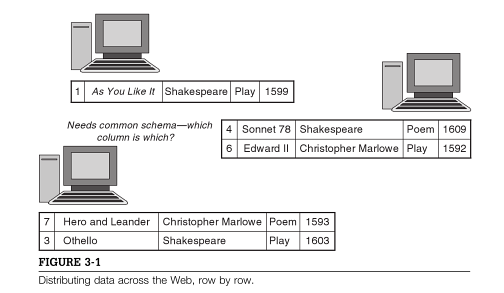 1 As You Like It Shakespeare Play 1599
Needs common schema—which
column is which?
4 Sonnet 78 Shakespeare Poem 1609
6 Edward II Christopher Marlowe Play 1592
7 Hero and Leander Christopher Marlowe Poem 1593
3 Othello Shakespeare Play 1603
FIGURE 3-1
Distributing data across the Web, row by row.